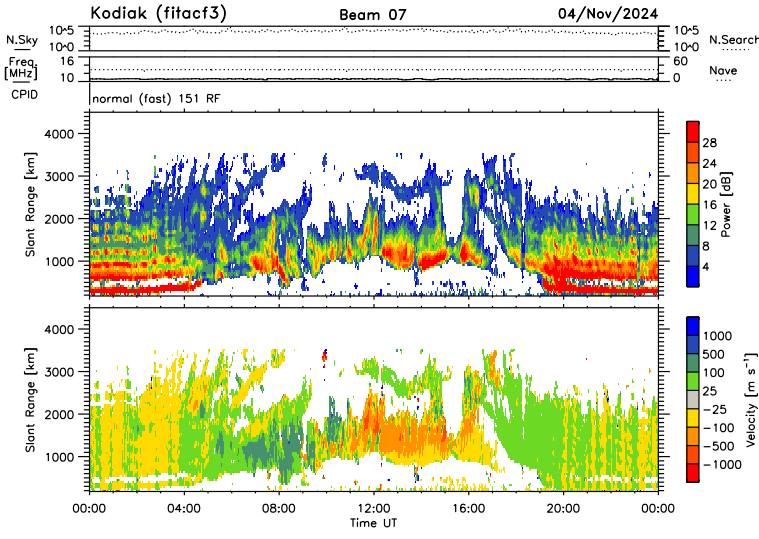 Kodiak (fitacf3) Beam 07 04/Nov/2024
N.Sky 10^5 10^0 10^5 10^0 N.Search
Freq. [MHz] 16 10 60 0 Nave
CPID normal (fast) 151 RF
Slant Range [km] 4000 3000 2000 1000
28 24 20 16 12 8 4 Power [dB]
Slant Range [km] 4000 3000 2000 1000
1000 500 100 25 −25 −100 −500 −1000 Velocity [m s⁻¹]
00:00 04:00 08:00 12:00 16:00 20:00 00:00
Time UT